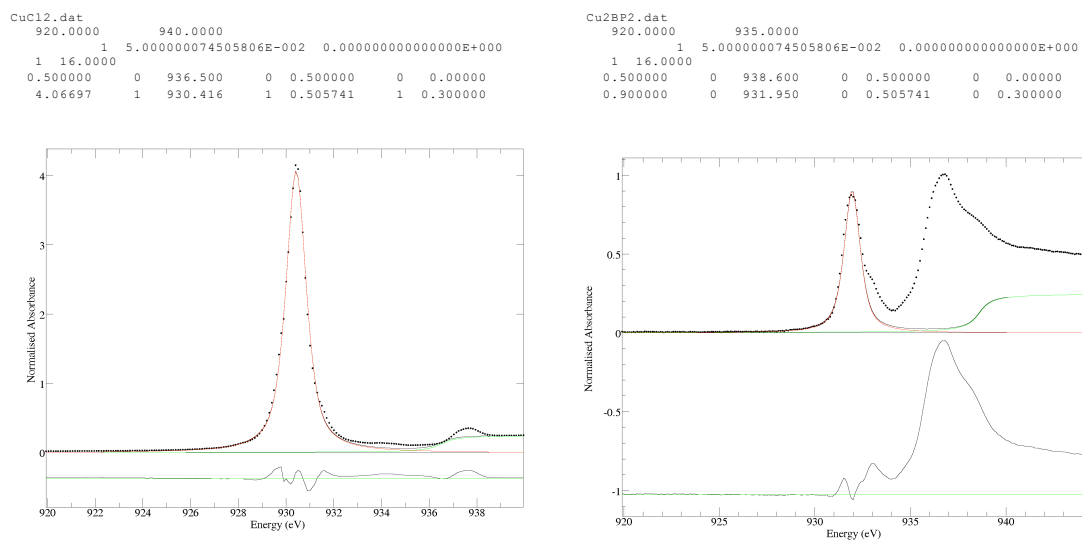 CuCl2.dat
920.0000 940.0000
1 5.0000000074505806E-002 0.0000000000000000E+000
1 16.0000
0.500000 0 936.500 0 0.500000 0 0.00000
4.06697 1 930.416 1 0.505741 1 0.300000
4
3
2
1
0
Normalised Absorbance
920 922 924 926 928 930 932 934 936 938
Energy (eV)
Cu2BP2.dat
920.0000 935.0000
1 5.0000000074505806E-002 0.0000000000000000E+000
1 16.0000
0.500000 0 938.600 0 0.500000 0 0.00000
0.900000 0 931.950 0 0.505741 0 0.300000
1
0.5
0
-0.5
-1
Normalised Absorbance
920 925 930 935 940
Energy (eV)